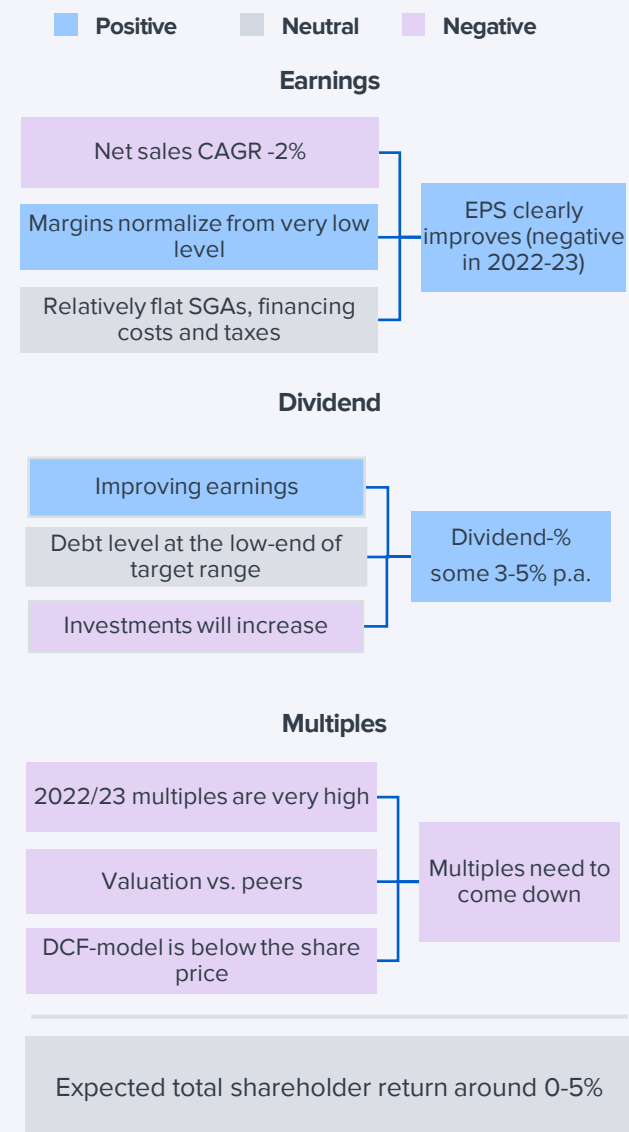 Positive
Neutral
Negative
Earnings
Net sales CAGR -2%
Margins normalize from very low
level
Relatively flat SGAs, financing
costs and taxes
EPS clearly
improves (negative
in 2022-23)
Dividend
Improving earnings
Debt level at the low-end of
target range
Investments will increase
Dividend-%
some 3-5% p.a.
Multiples
2022/23 multiples are very high
Valuation vs. peers
DCF-model is below the share
price
Multiples need to
come down
Expected total shareholder return around 0-5%